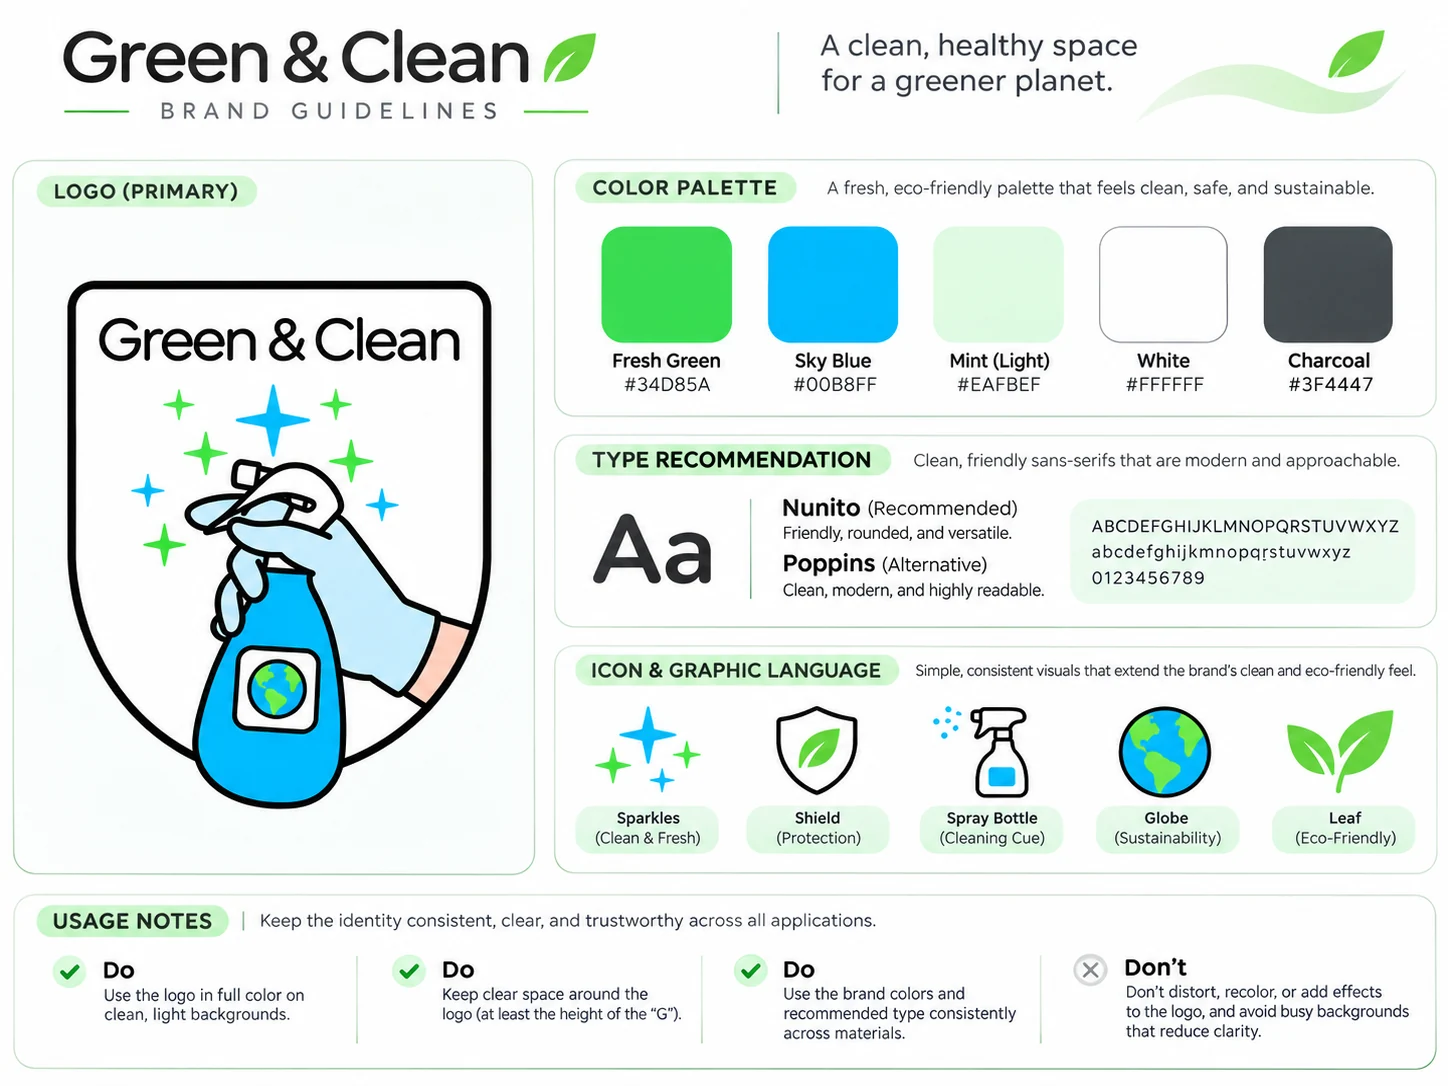 Green & Clean
BRAND GUIDELINES
A clean, healthy space
for a greener planet.
LOGO (PRIMARY)
Green & Clean
COLOR PALETTE
A fresh, eco-friendly palette that feels clean, safe, and sustainable.
Fresh Green
#34D85A
Sky Blue
#00B8FF
Mint (Light)
#EAFBEF
White
#FFFFFF
Charcoal
#3F4447
TYPE RECOMMENDATION
Clean, friendly sans-serifs that are modern and approachable.
Aa
Nunito (Recommended)
Friendly, rounded, and versatile.
Poppins (Alternative)
Clean, modern, and highly readable.
ABCDEFGHIJKLMNOPQRSTUVWXYZ
abcdefghijkmnopqrstuvwxyz
0123456789
ICON & GRAPHIC LANGUAGE
Simple, consistent visuals that extend the brand's clean and eco-friendly feel.
Sparkles
(Clean & Fresh)
Shield
(Protection)
Spray Bottle
(Cleaning Cue)
Globe
(Sustainability)
Leaf
(Eco-Friendly)
USAGE NOTES
Keep the identity consistent, clear, and trustworthy across all applications.
Do
Use the logo in full color on
clean, light backgrounds.
Do
Keep clear space around the
logo (at least the height of the “G”).
Do
Use the brand colors and
recommended type consistently
across materials.
Don't
Don't distort, recolor, or add effects
to the logo, and avoid busy backgrounds
that reduce clarity.